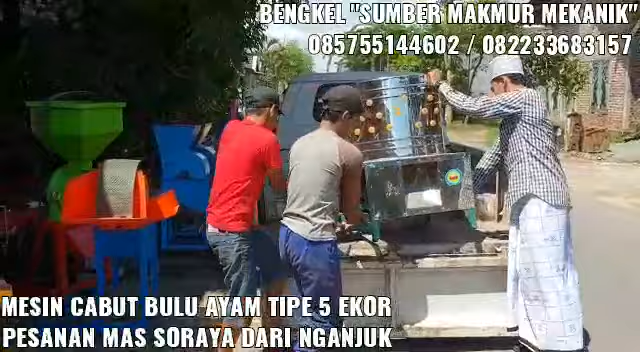 BENGKEL "SUMBER MAKMUR MEKANIK"
085755144602 / 082233683157
MESIN CABUT BULU AYAM TIPE 5 EKOR
PESANAN MAS SORAYA DARI NGANJUK